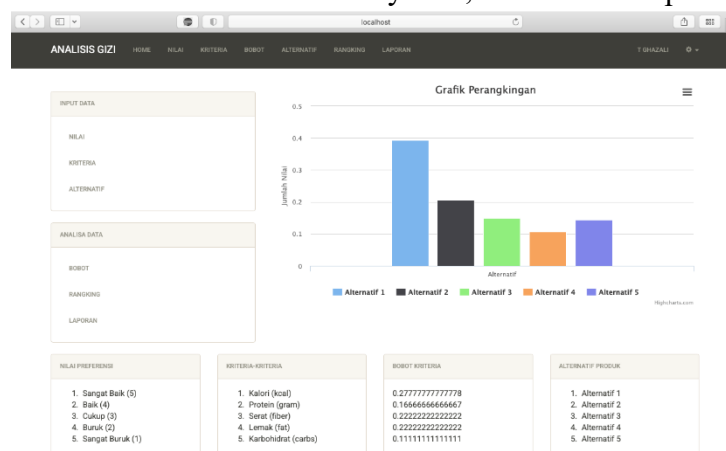 localhost
ANALISIS GIZI HOME NILAI KRITERIA BOBOT ALTERNATIF RANGKING LAPORAN T GHAZALI
INPUT DATA
NILAI
KRITERIA
ALTERNATIF
ANALISA DATA
BOBOT
RANGKING
LAPORAN
Grafik Perangkingan
Jumlah Nilai
0.5
0.4
0.3
0.2
0.1
0
Alternatif
Alternatif 1 Alternatif 2 Alternatif 3 Alternatif 4 Alternatif 5
Highcharts.com
NILAI PREFERENSI
1. Sangat Baik (5)
2. Baik (4)
3. Cukup (3)
4. Buruk (2)
5. Sangat Buruk (1)
KRITERIA-KRITERIA
1. Kalori (kcal)
2. Protein (gram)
3. Serat (fiber)
4. Lemak (fat)
5. Karbohidrat (carbs)
BOBOT KRITERIA
0.27777777777778
0.16666666666667
0.22222222222222
0.22222222222222
0.11111111111111
ALTERNATIF PRODUK
1. Alternatif 1
2. Alternatif 2
3. Alternatif 3
4. Alternatif 4
5. Alternatif 5